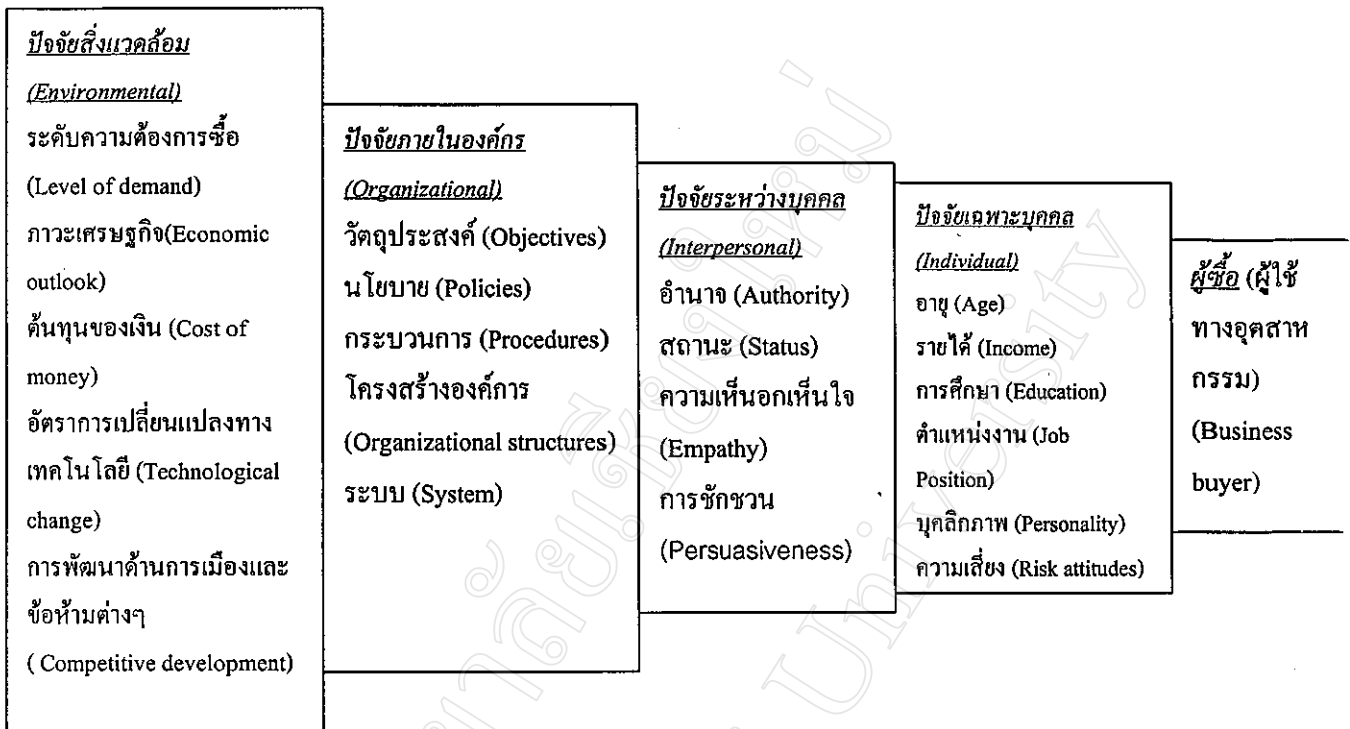 ปัจจัยสิ่งแวดล้อม
(Environmental)
ระดับความต้องการซื้อ
(Level of demand)
ภาวะเศรษฐกิจ(Economic
outlook)
ต้นทุนของเงิน (Cost of
money)
อัตราการเปลี่ยนแปลงทาง
เทคโนโลยี (Technological
change)
การพัฒนาด้านการเมืองและ
ข้อห้ามต่างๆ
( Competitive development)
ปัจจัยภายในองค์กร
(Organizational)
วัตถุประสงค์ (Objectives)
นโยบาย (Policies)
กระบวนการ (Procedures)
โครงสร้างองค์การ
(Organizational structures)
ระบบ (System)
ปัจจัยระหว่างบุคคล
(Interpersonal)
อำนาจ (Authority)
สถานะ (Status)
ความเห็นอกเห็นใจ
(Empathy)
การชักชวน
(Persuasiveness)
ปัจจัยเฉพาะบุคคล
(Individual)
อายุ (Age)
รายได้ (Income)
การศึกษา (Education)
ตำแหน่งงาน (Job
Position)
บุคลิกภาพ (Personality)
ความเสี่ยง (Risk attitudes)
ผู้ซื้อ (ผู้ใช้
ทางอุตสาห
กรรม)
(Business
buyer)
ยาลัยเชียงใหม่
University